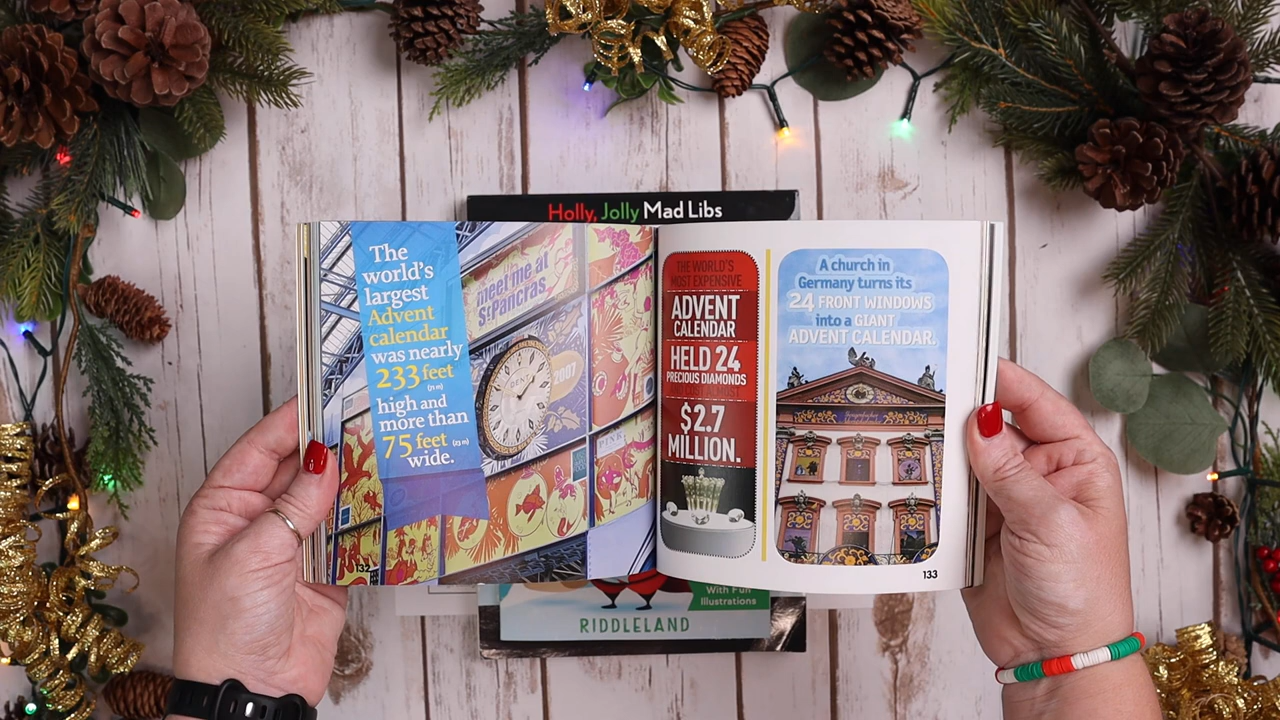 Holly, Jolly Mad Libs
The
world's
largest
Advent
calendar
was nearly
233 feet
(71 m)
high and
more than
75 feet (23 m)
wide.
meet me at
St Pancras
DENT
2007
PINK
132
THE WORLD'S
MOST EXPENSIVE
ADVENT
CALENDAR
HELD 24
PRECIOUS DIAMONDS
$2.7
MILLION.
A church in
Germany turns its
24 FRONT WINDOWS
into a GIANT
ADVENT CALENDAR.
133
With Fun
Illustrations
RIDDLELAND